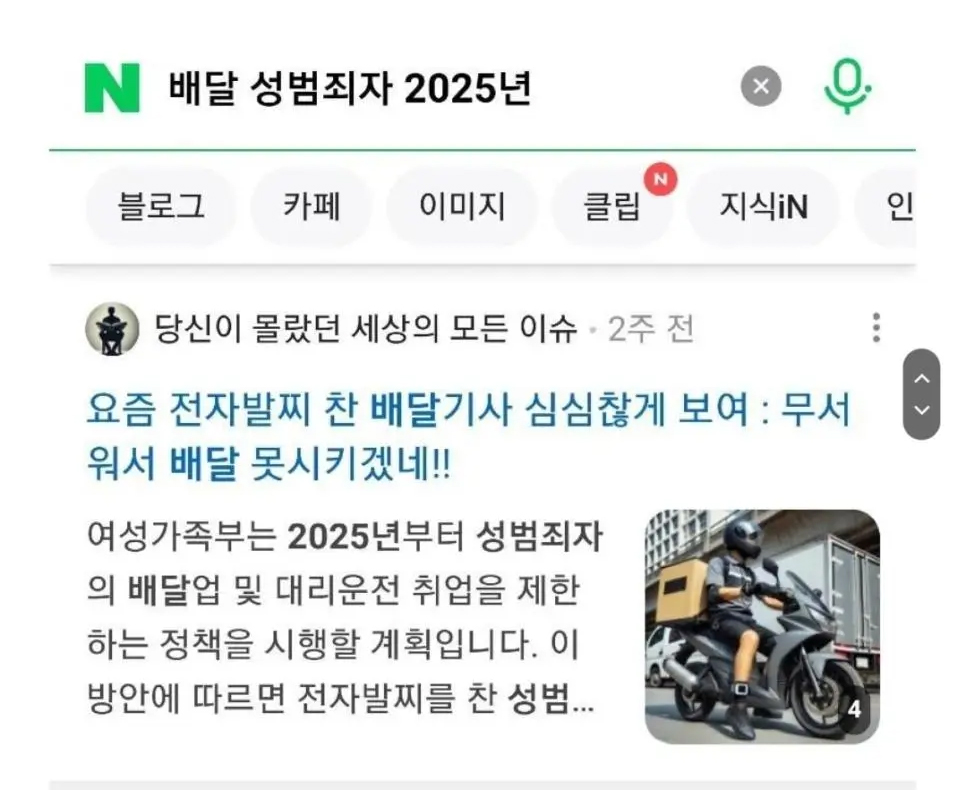 N 배달 성범죄자 2025년
블로그 카페 이미지 클립 N 지식iN 인
당신이 몰랐던 세상의 모든 이슈 · 2주 전
요즘 전자발찌 찬 배달기사 심심찮게 보여 : 무서
워서 배달 못시키겠네!!
여성가족부는 2025년부터 성범죄자
의 배달업 및 대리운전 취업을 제한
하는 정책을 시행할 계획입니다. 이
방안에 따르면 전자발찌를 찬 성범...
4